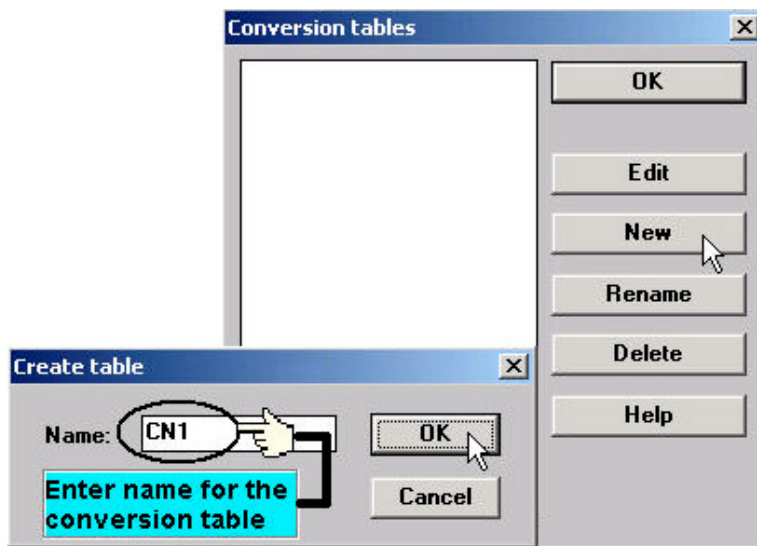 Conversion tables
OK
Edit
New
Rename
Delete
Help
Create table
Name: CN1
OK
Cancel
Enter name for the
conversion table